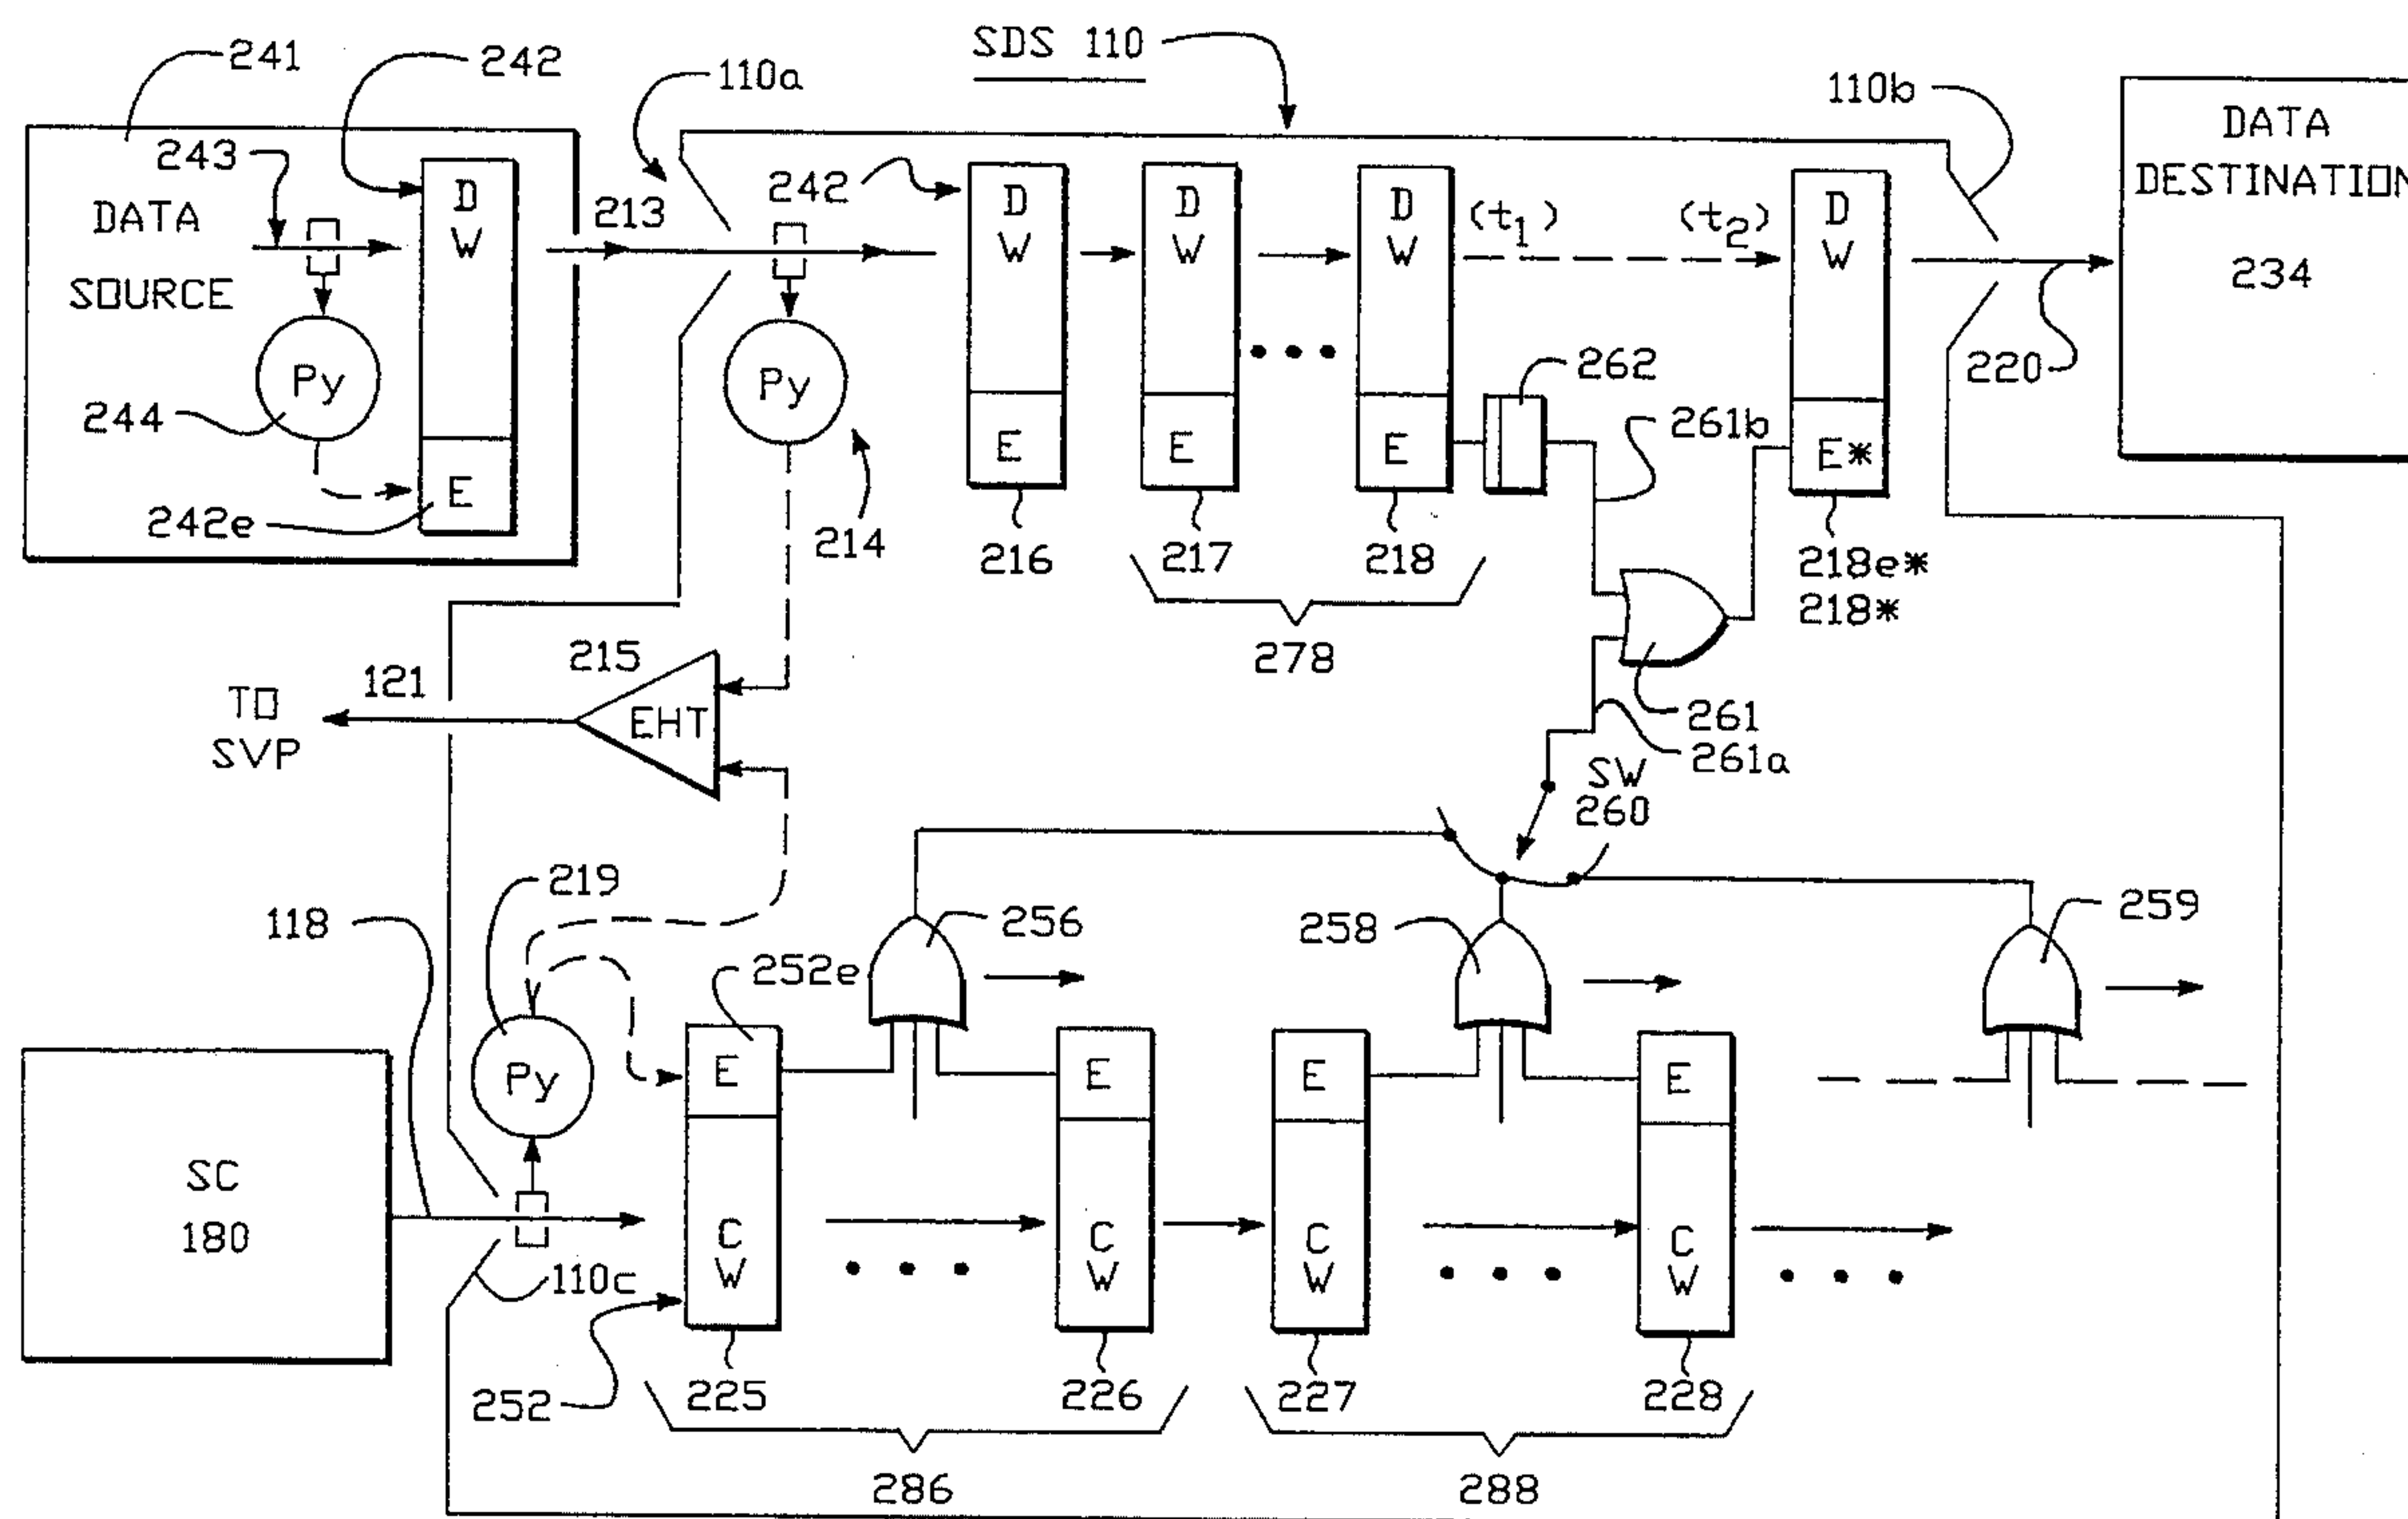 SDS 110
241
242
110a
110b
243
DATA
SOURCE
D
W
E
Py
244
242e
213
242
Py
214
D
W
E
216
D
W
E
217
D
W
E
218
278
(t1)
(t2)
262
261b
D
W
E*
218e*
218*
220
DATA
DESTINATION
234
TO
SVP
121
215
EHT
261
261a
SW
260
219
118
Py
252e
256
258
259
SC
180
110c
252
E
C
W
225
E
C
W
226
286
E
C
W
227
E
C
W
228
288